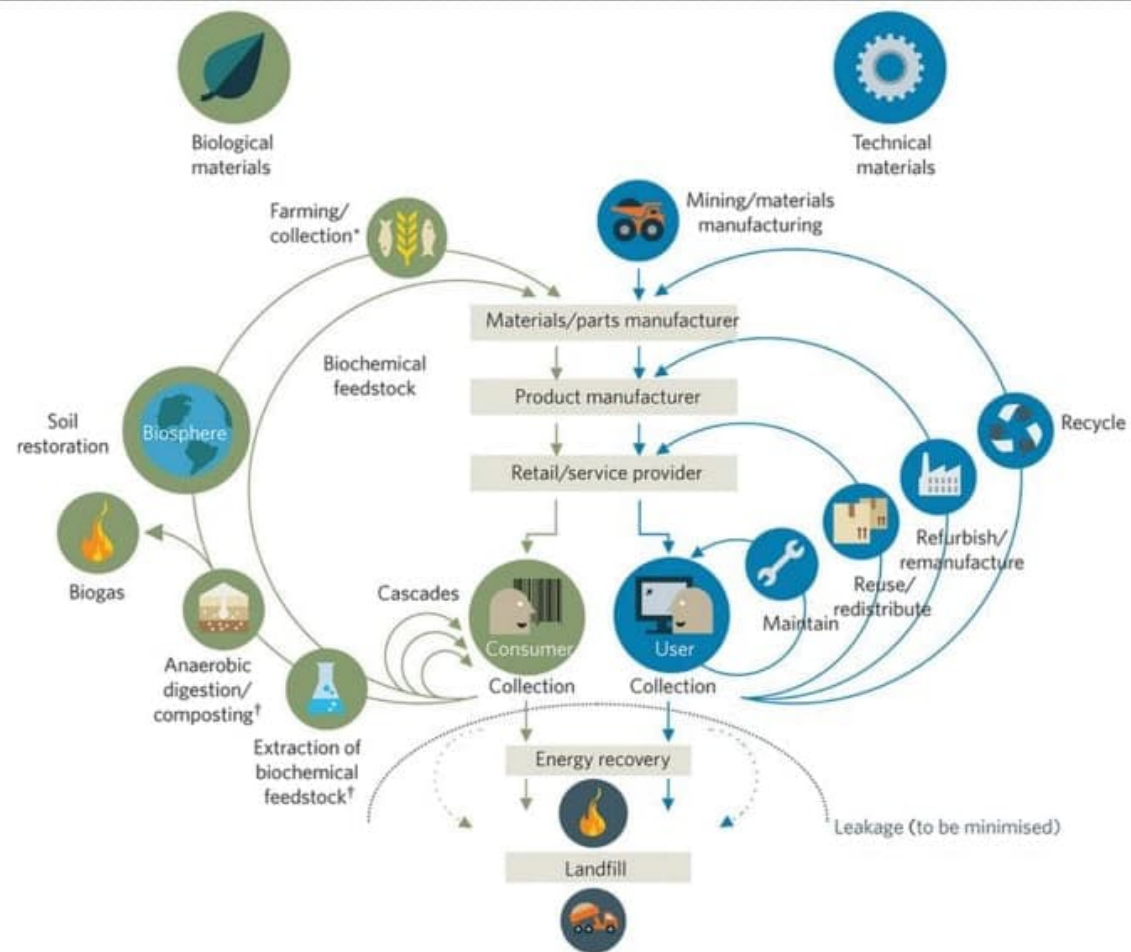 Biological
materials
Technical
materials
Farming/
collection*
Mining/materials
manufacturing
Materials/parts manufacturer
Biochemical
feedstock
Product manufacturer
Soil
restoration
Biosphere
Recycle
Retail/service provider
Biogas
Refurbish/
remanufacture
Reuse/
redistribute
Cascades
Maintain
Consumer
User
Anaerobic
digestion/
composting†
Collection
Collection
Extraction of
biochemical
feedstock†
Energy recovery
Leakage (to be minimised)
Landfill